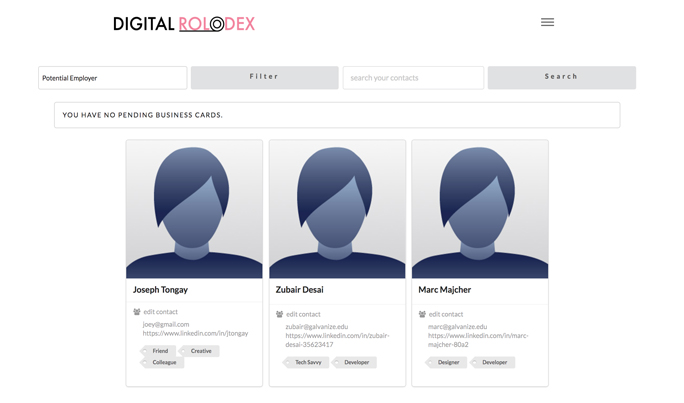 DIGITAL ROLODEX
Potential Employer
Filter
search your contacts
Search
YOU HAVE NO PENDING BUSINESS CARDS.
Joseph Tongay
edit contact
joey@gmail.com
https://www.linkedin.com/in/jtongay
Friend
Creative
Colleague
Zubair Desai
edit contact
zubair@galvanize.edu
https://www.linkedin.com/in/zubair-
desai-35623417
Tech Savvy
Developer
Marc Majcher
edit contact
marc@galvanize.edu
https://www.linkedin.com/in/marc-
majcher-80a2
Designer
Developer